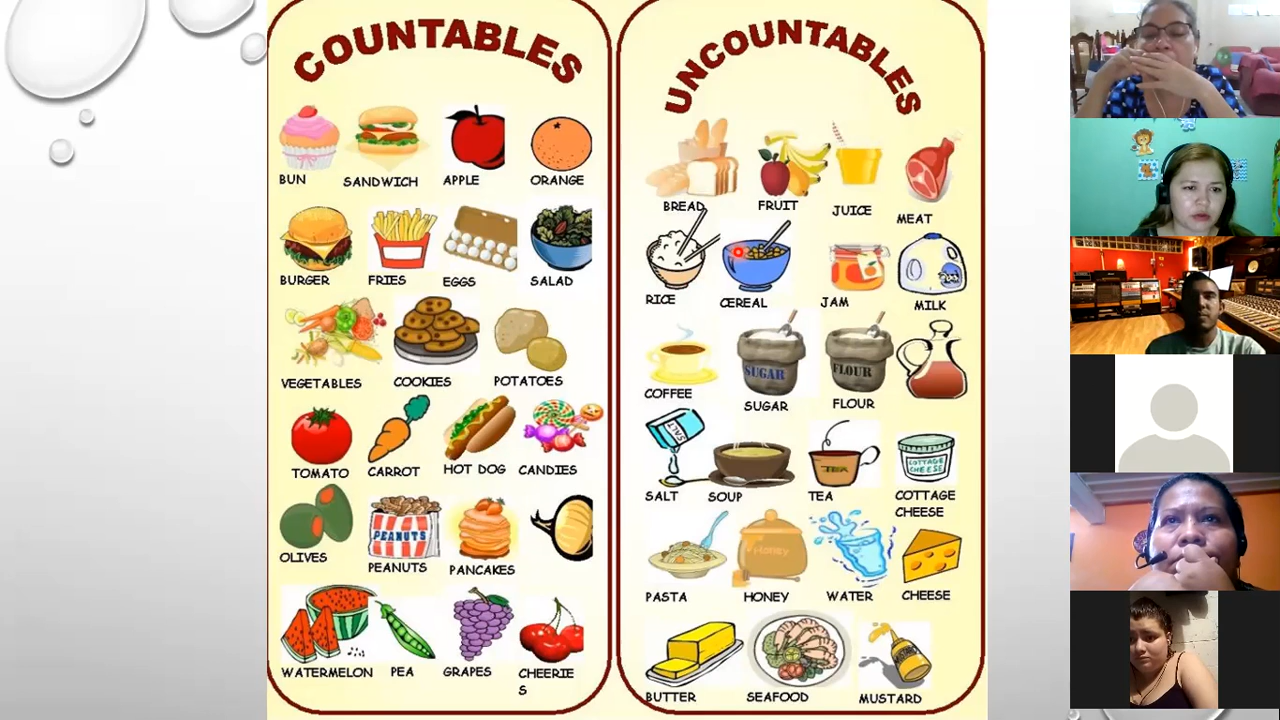 COUNTABLES
BUN SANDWICH APPLE ORANGE
BURGER FRIES EGGS SALAD
VEGETABLES COOKIES POTATOES
TOMATO CARROT HOT DOG CANDIES
PEANUTS
OLIVES PEANUTS PANCAKES
WATERMELON PEA GRAPES CHEERIE
S
UNCOUNTABLES
BREAD FRUIT JUICE MEAT
RICE CEREAL JAM MILK
SUGAR FLOUR
COFFEE SUGAR FLOUR
SALT TEA COTTAGE
CHEESE
SALT SOUP TEA COTTAGE
CHEESE
Honey
PASTA HONEY WATER CHEESE
BUTTER SEAFOOD MUSTARD